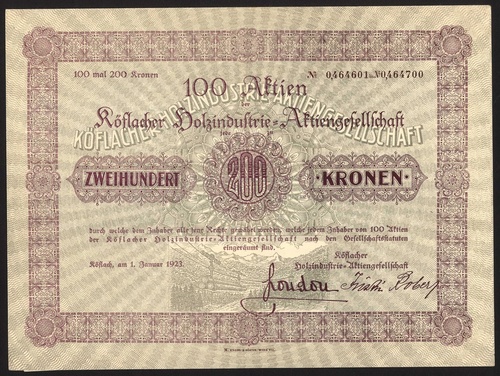 100 mal 200 Kronen
№ 0,464601 №0,464700
100 Aktien
der
Köflacher Holzindustrie-Aktiengesellschaft
KÖFLACHER HOLZINDUSTRIE-AKTIENGESELLSCHAFT
ZWEIHUNDERT
200
KRONEN
durch welche dem Inhaber alle jene Rechte gewährt werden, welche jedem Inhaber von 100 Aktien
der Köflacher Holzindustrie-Aktiengesellschaft nach den Gesellschaftsstatuten
eingeräumt sind.
Köflach, am 1. Januar 1923.
Köflacher
Holzindustrie-Aktiengesellschaft